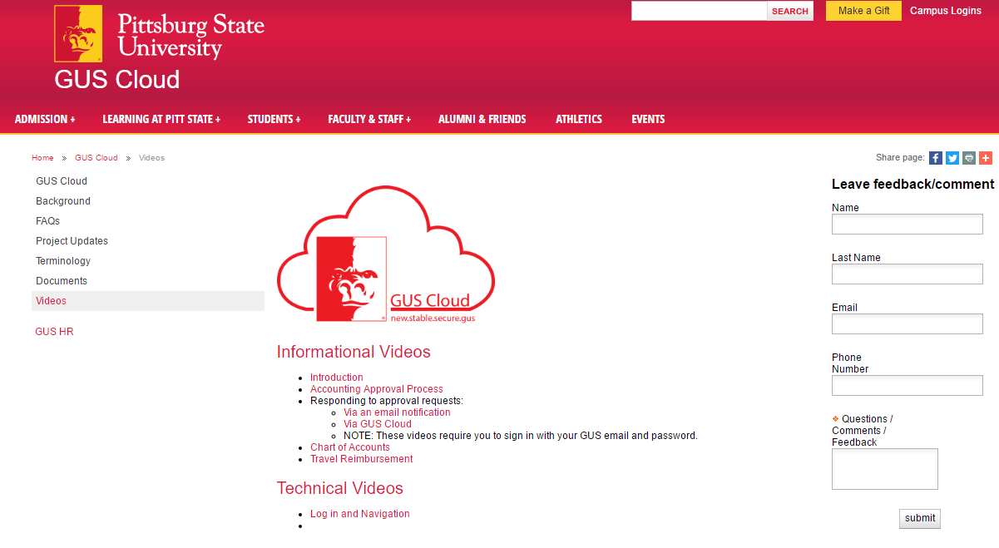 SEARCH
Make a Gift
Campus Logins
Pittsburg State
University
GUS Cloud
ADMISSION +
LEARNING AT PITT STATE +
STUDENTS +
FACULTY & STAFF +
ALUMNI & FRIENDS
ATHLETICS
EVENTS
Home » GUS Cloud » Videos
Share page:
GUS Cloud
Background
FAQs
Project Updates
Terminology
Documents
Videos
GUS HR
GUS Cloud
new.stable.secure.gus
Informational Videos
• Introduction
• Accounting Approval Process
• Responding to approval requests:
○ Via an email notification
○ Via GUS Cloud
○ NOTE: These videos require you to sign in with your GUS email and password.
• Chart of Accounts
• Travel Reimbursement
Technical Videos
• Log in and Navigation
•
Leave feedback/comment
Name
Last Name
Email
Phone
Number
Questions /
Comments /
Feedback
submit